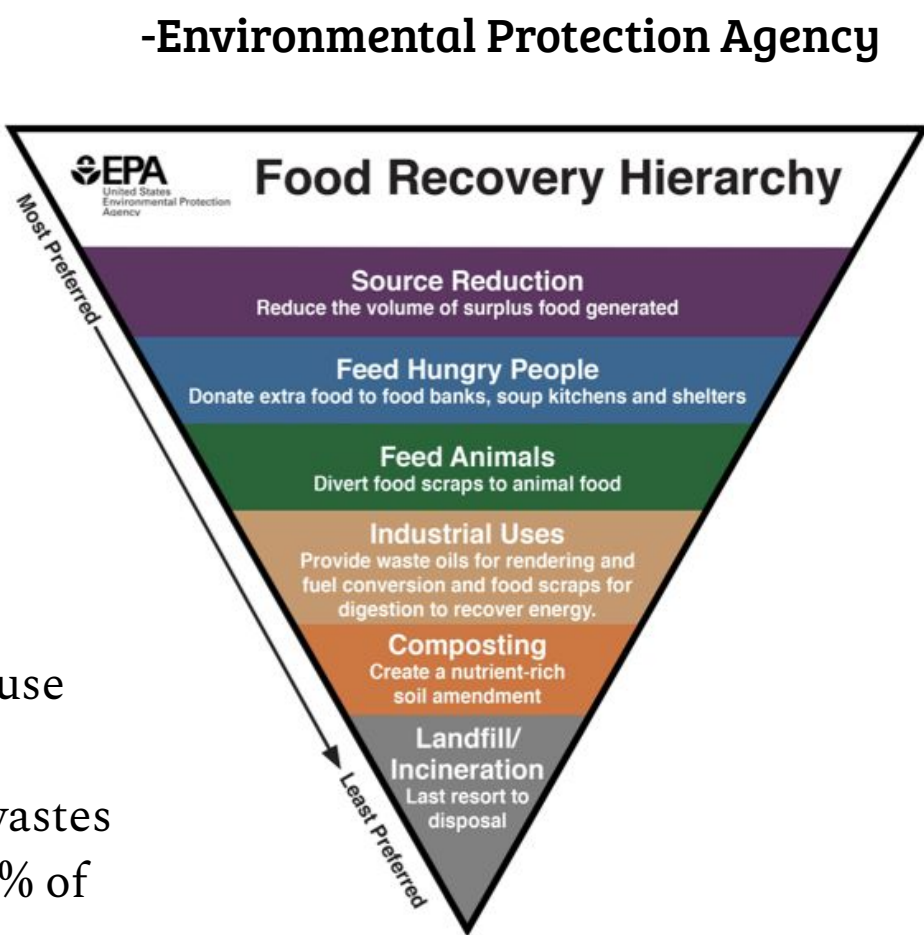 -Environmental Protection Agency
EPA
United States
Environmental Protection
Agency
Food Recovery Hierarchy
Most Preferred
Source Reduction
Reduce the volume of surplus food generated
Feed Hungry People
Donate extra food to food banks, soup kitchens and shelters
Feed Animals
Divert food scraps to animal food
Industrial Uses
Provide waste oils for rendering and
fuel conversion and food scraps for
digestion to recover energy.
Composting
Create a nutrient-rich
soil amendment
Landfill/
Incineration
Last resort to
disposal
Least Preferred
use
wastes
% of